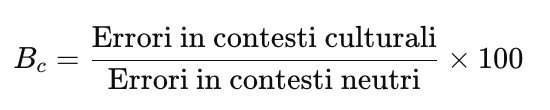 B_c = Errori in contesti culturali / Errori in contesti neutri × 100